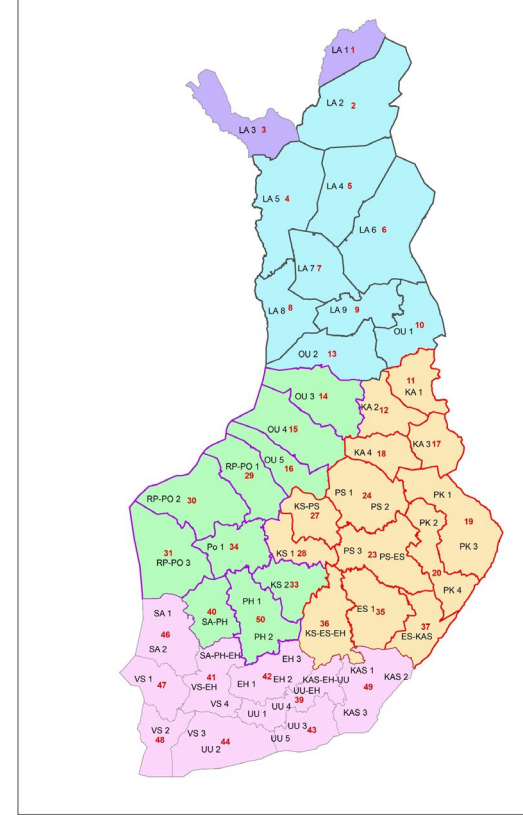 LA 1 1
LA 2 2
LA 3 3
LA 4 5
LA 5 4
LA 6 6
LA 7 7
LA 8 8
LA 9 9
OU 1 10
OU 2 13
11
KA 1
OU 3 14
KA 2 12
OU 4 15
KA 3 17
KA 4 18
OU 5 16
RP-PO 1
29
RP-PO 2 30
PS 1 24
PS 2
PK 1
KS-PS
27
PK 2 19
PK 3
31
RP-PO 3
Po 1 34
KS 1 28
PS 3 23 PS-ES
20
KS 2 33
PK 4
PH 1
40
SA-PH
50
PH 2
36
KS-ES-EH
ES 1 35
37
ES-KAS
SA 1
46
SA 2
SA-PH-EH
EH 3
VS 1 47
41
VS-EH
42
EH 1 EH 2
KAS-EH-UU
UU-EH
39
KAS 1
49
KAS 2
VS 4
UU 1
UU 4
KAS 3
VS 2
48
VS 3
UU 2 44
UU 3 43
UU 5